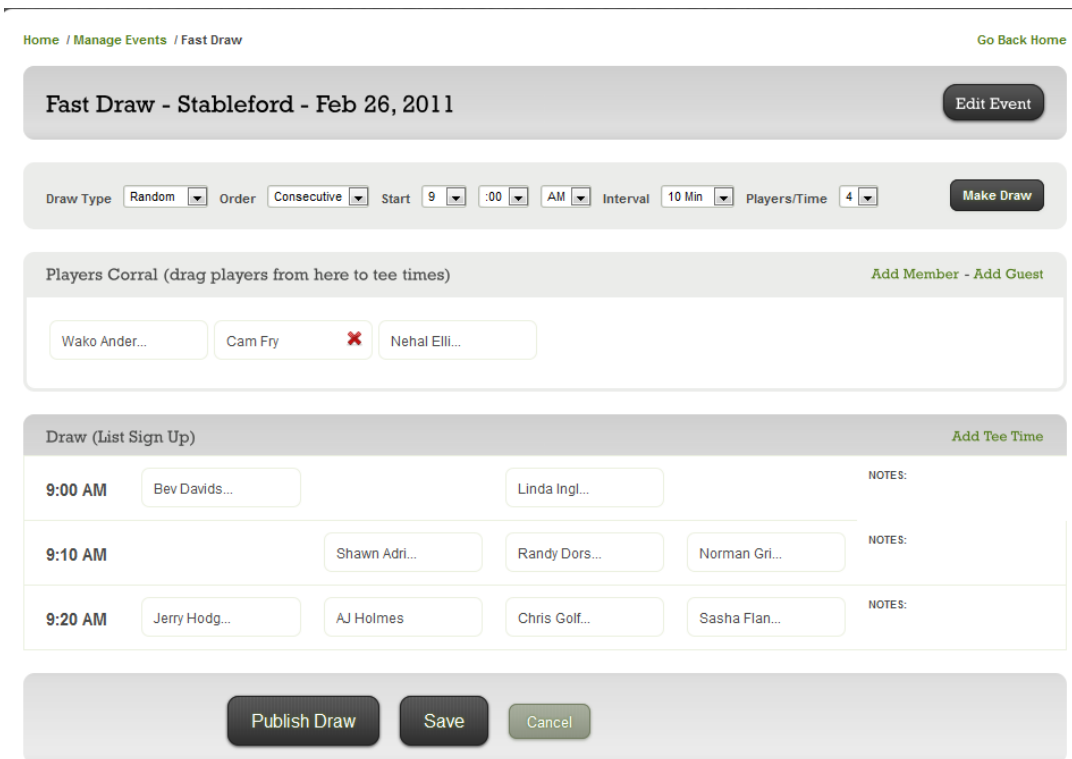 Home / Manage Events / Fast Draw Go Back Home
Fast Draw - Stableford - Feb 26, 2011 Edit Event
Draw Type Random Order Consecutive Start 9 :00 AM Interval 10 Min Players/Time 4 Make Draw
Players Corral (drag players from here to tee times) Add Member - Add Guest
Wako Ander... Cam Fry Nehal Elli...
Draw (List Sign Up) Add Tee Time
9:00 AM Bev Davids... Linda Ingl... NOTES:
9:10 AM Shawn Adri... Randy Dors... Norman Gri... NOTES:
9:20 AM Jerry Hodg... AJ Holmes Chris Golf... Sasha Flan... NOTES:
Publish Draw Save Cancel